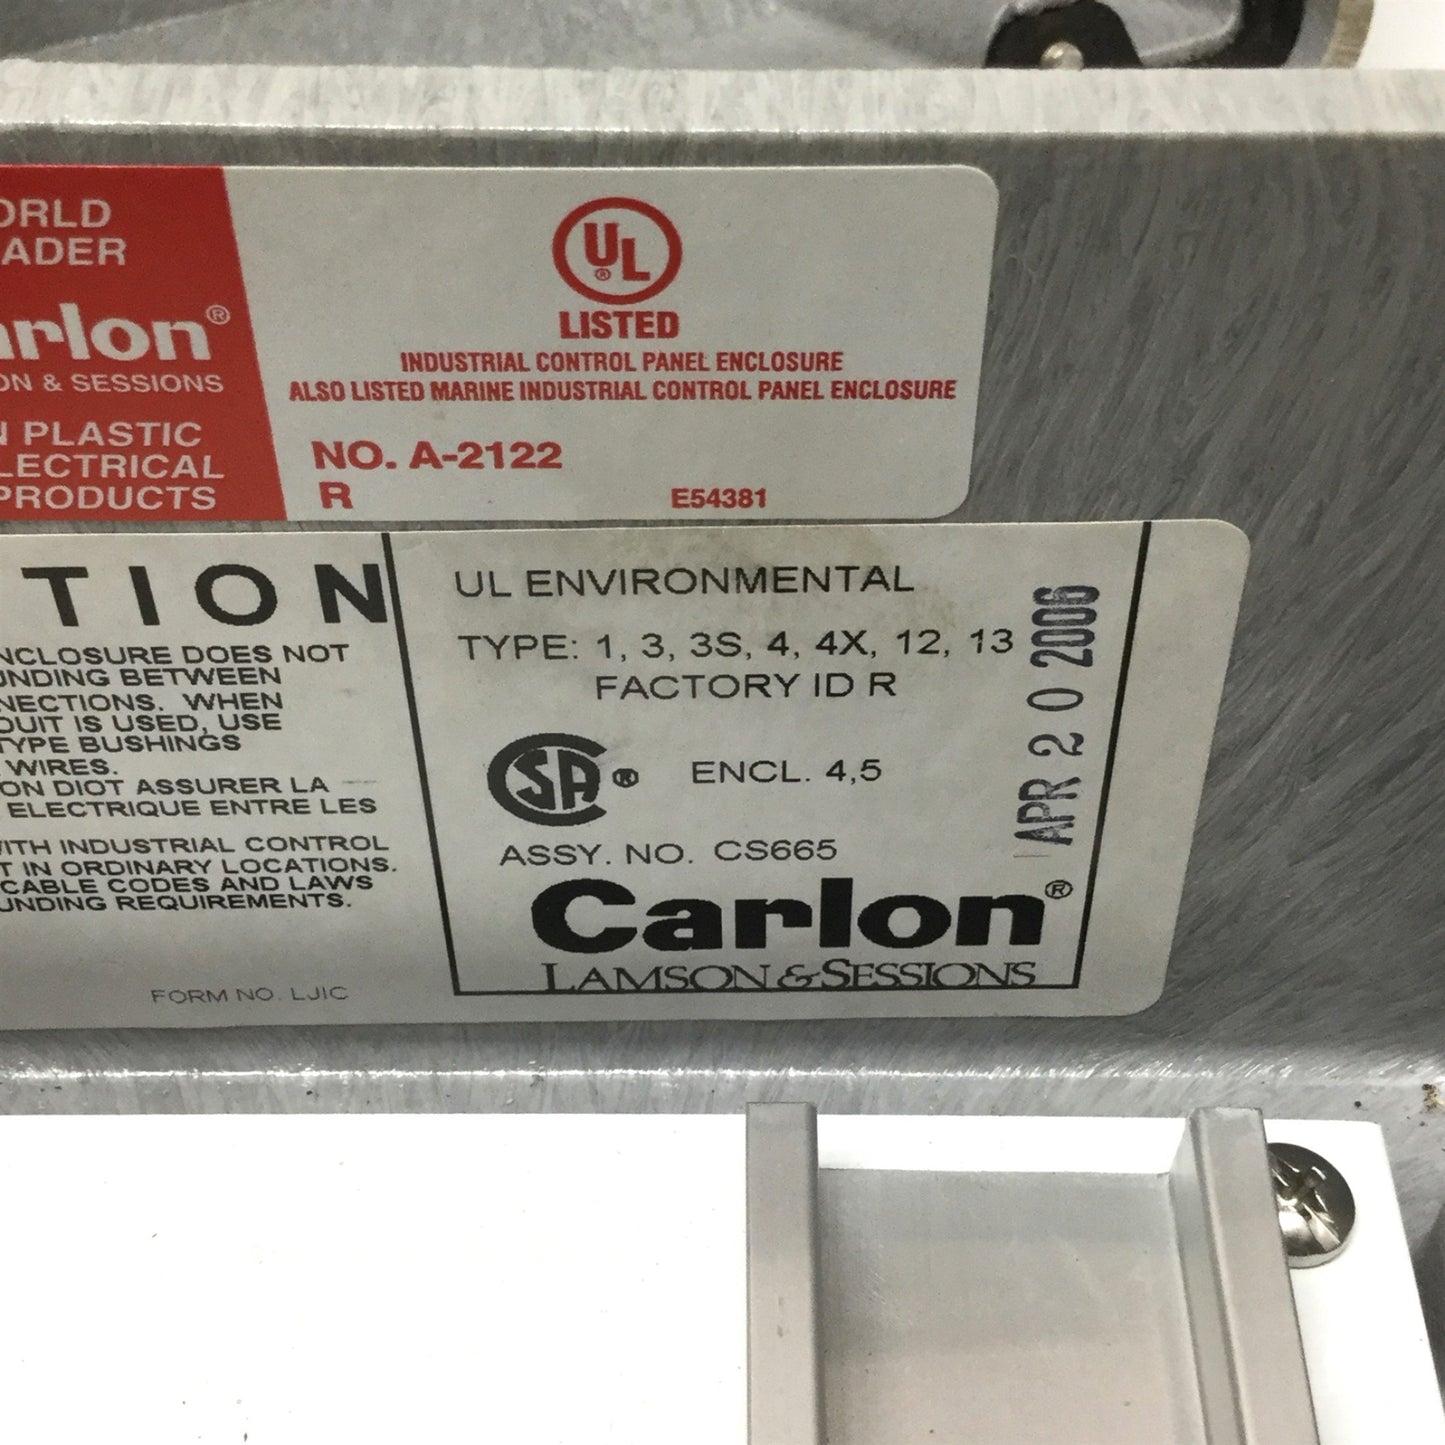 ORLD
ADER
arlon®
ON & SESSIONS
N PLASTIC
LECTRICAL
PRODUCTS
UL®
LISTED
INDUSTRIAL CONTROL PANEL ENCLOSURE
ALSO LISTED MARINE INDUSTRIAL CONTROL PANEL ENCLOSURE
NO. A-2122
R E54381
TION
NCLOSURE DOES NOT
UNDING BETWEEN
NECTIONS. WHEN
DUIT IS USED, USE
TYPE BUSHINGS
WIRES.
ON DIOT ASSURER LA
ELECTRIQUE ENTRE LES
WITH INDUSTRIAL CONTROL
T IN ORDINARY LOCATIONS.
CABLE CODES AND LAWS
UNDING REQUIREMENTS.
FORM NO. LJIC
UL ENVIRONMENTAL
TYPE: 1, 3, 3S, 4, 4X, 12, 13
FACTORY ID R
CSA® ENCL. 4,5
ASSY. NO. CS665
Carlon®
LAMSON & SESSIONS
APR 20 2006